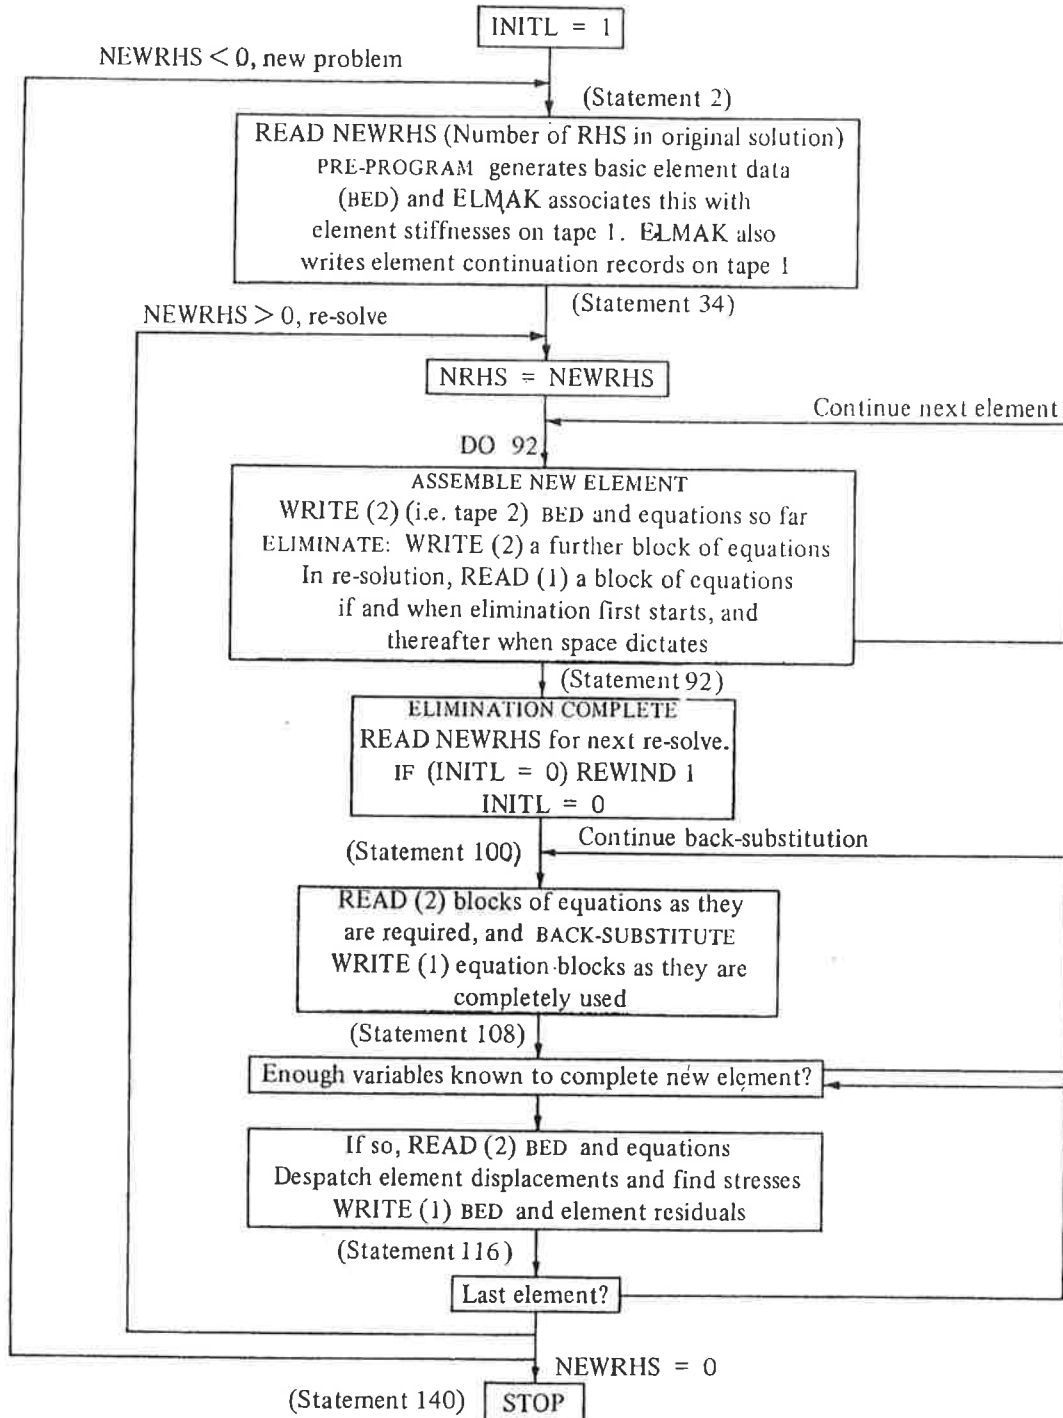 INITL = 1
NEWRHS < 0, new problem
(Statement 2)
READ NEWRHS (Number of RHS in original solution)
PRE-PROGRAM generates basic element data
(BED) and ELMAK associates this with
element stiffnesses on tape 1. ELMAK also
writes element continuation records on tape 1
(Statement 34)
NEWRHS > 0, re-solve
NRHS = NEWRHS
Continue next element
DO 92
ASSEMBLE NEW ELEMENT
WRITE (2) (i.e. tape 2) BED and equations so far
ELIMINATE: WRITE (2) a further block of equations
In re-solution, READ (1) a block of equations
if and when elimination first starts, and
thereafter when space dictates
(Statement 92)
ELIMINATION COMPLETE
READ NEWRHS for next re-solve.
IF (INITL = 0) REWIND 1
INITL = 0
Continue back-substitution
(Statement 100)
READ (2) blocks of equations as they
are required, and BACK-SUBSTITUTE
WRITE (1) equation blocks as they are
completely used
(Statement 108)
Enough variables known to complete new element?
If so, READ (2) BED and equations
Despatch element displacements and find stresses
WRITE (1) BED and element residuals
(Statement 116)
Last element?
NEWRHS = 0
(Statement 140)
STOP